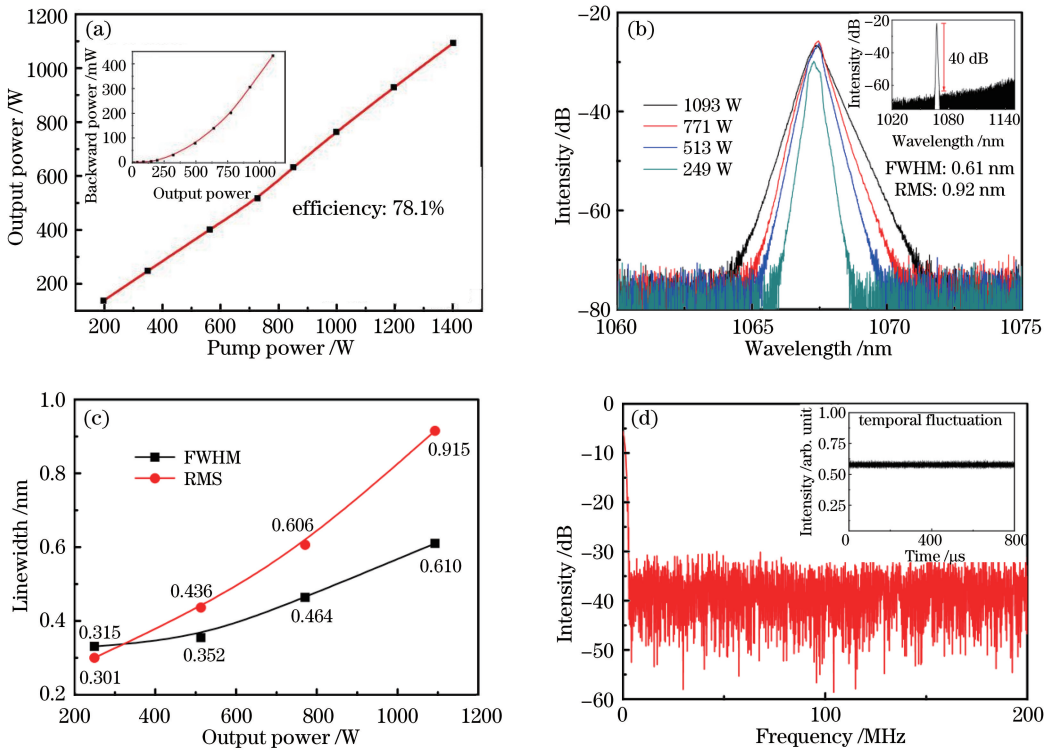 (a)
1200
1000
800
600
400
200
Output power /W
200 400 600 800 1000 1200 1400
Pump power /W
efficiency: 78.1%
400
300
200
100
0
Backward power /mW
0 200 400 600 800 1000
Output power
(b)
−20
−40
−60
−80
Intensity /dB
1060 1065 1070 1075
Wavelength /nm
1093 W
771 W
513 W
249 W
−20
−40
−60
Intensity /dB
40 dB
1020 1080 1140
Wavelength /nm
FWHM: 0.61 nm
RMS: 0.92 nm
(c)
1.0
0.8
0.6
0.4
0.2
Linewidth /nm
200 400 600 800 1000 1200
Output power /W
FWHM
RMS
0.315
0.301
0.436
0.352
0.606
0.464
0.915
0.610
(d)
0
−10
−20
−30
−40
−50
−60
Intensity /dB
0 100 200
Frequency /MHz
temporal fluctuation
1.00
0.75
0.50
0.25
Intensity /arb. unit
0 400 800
Time /μs